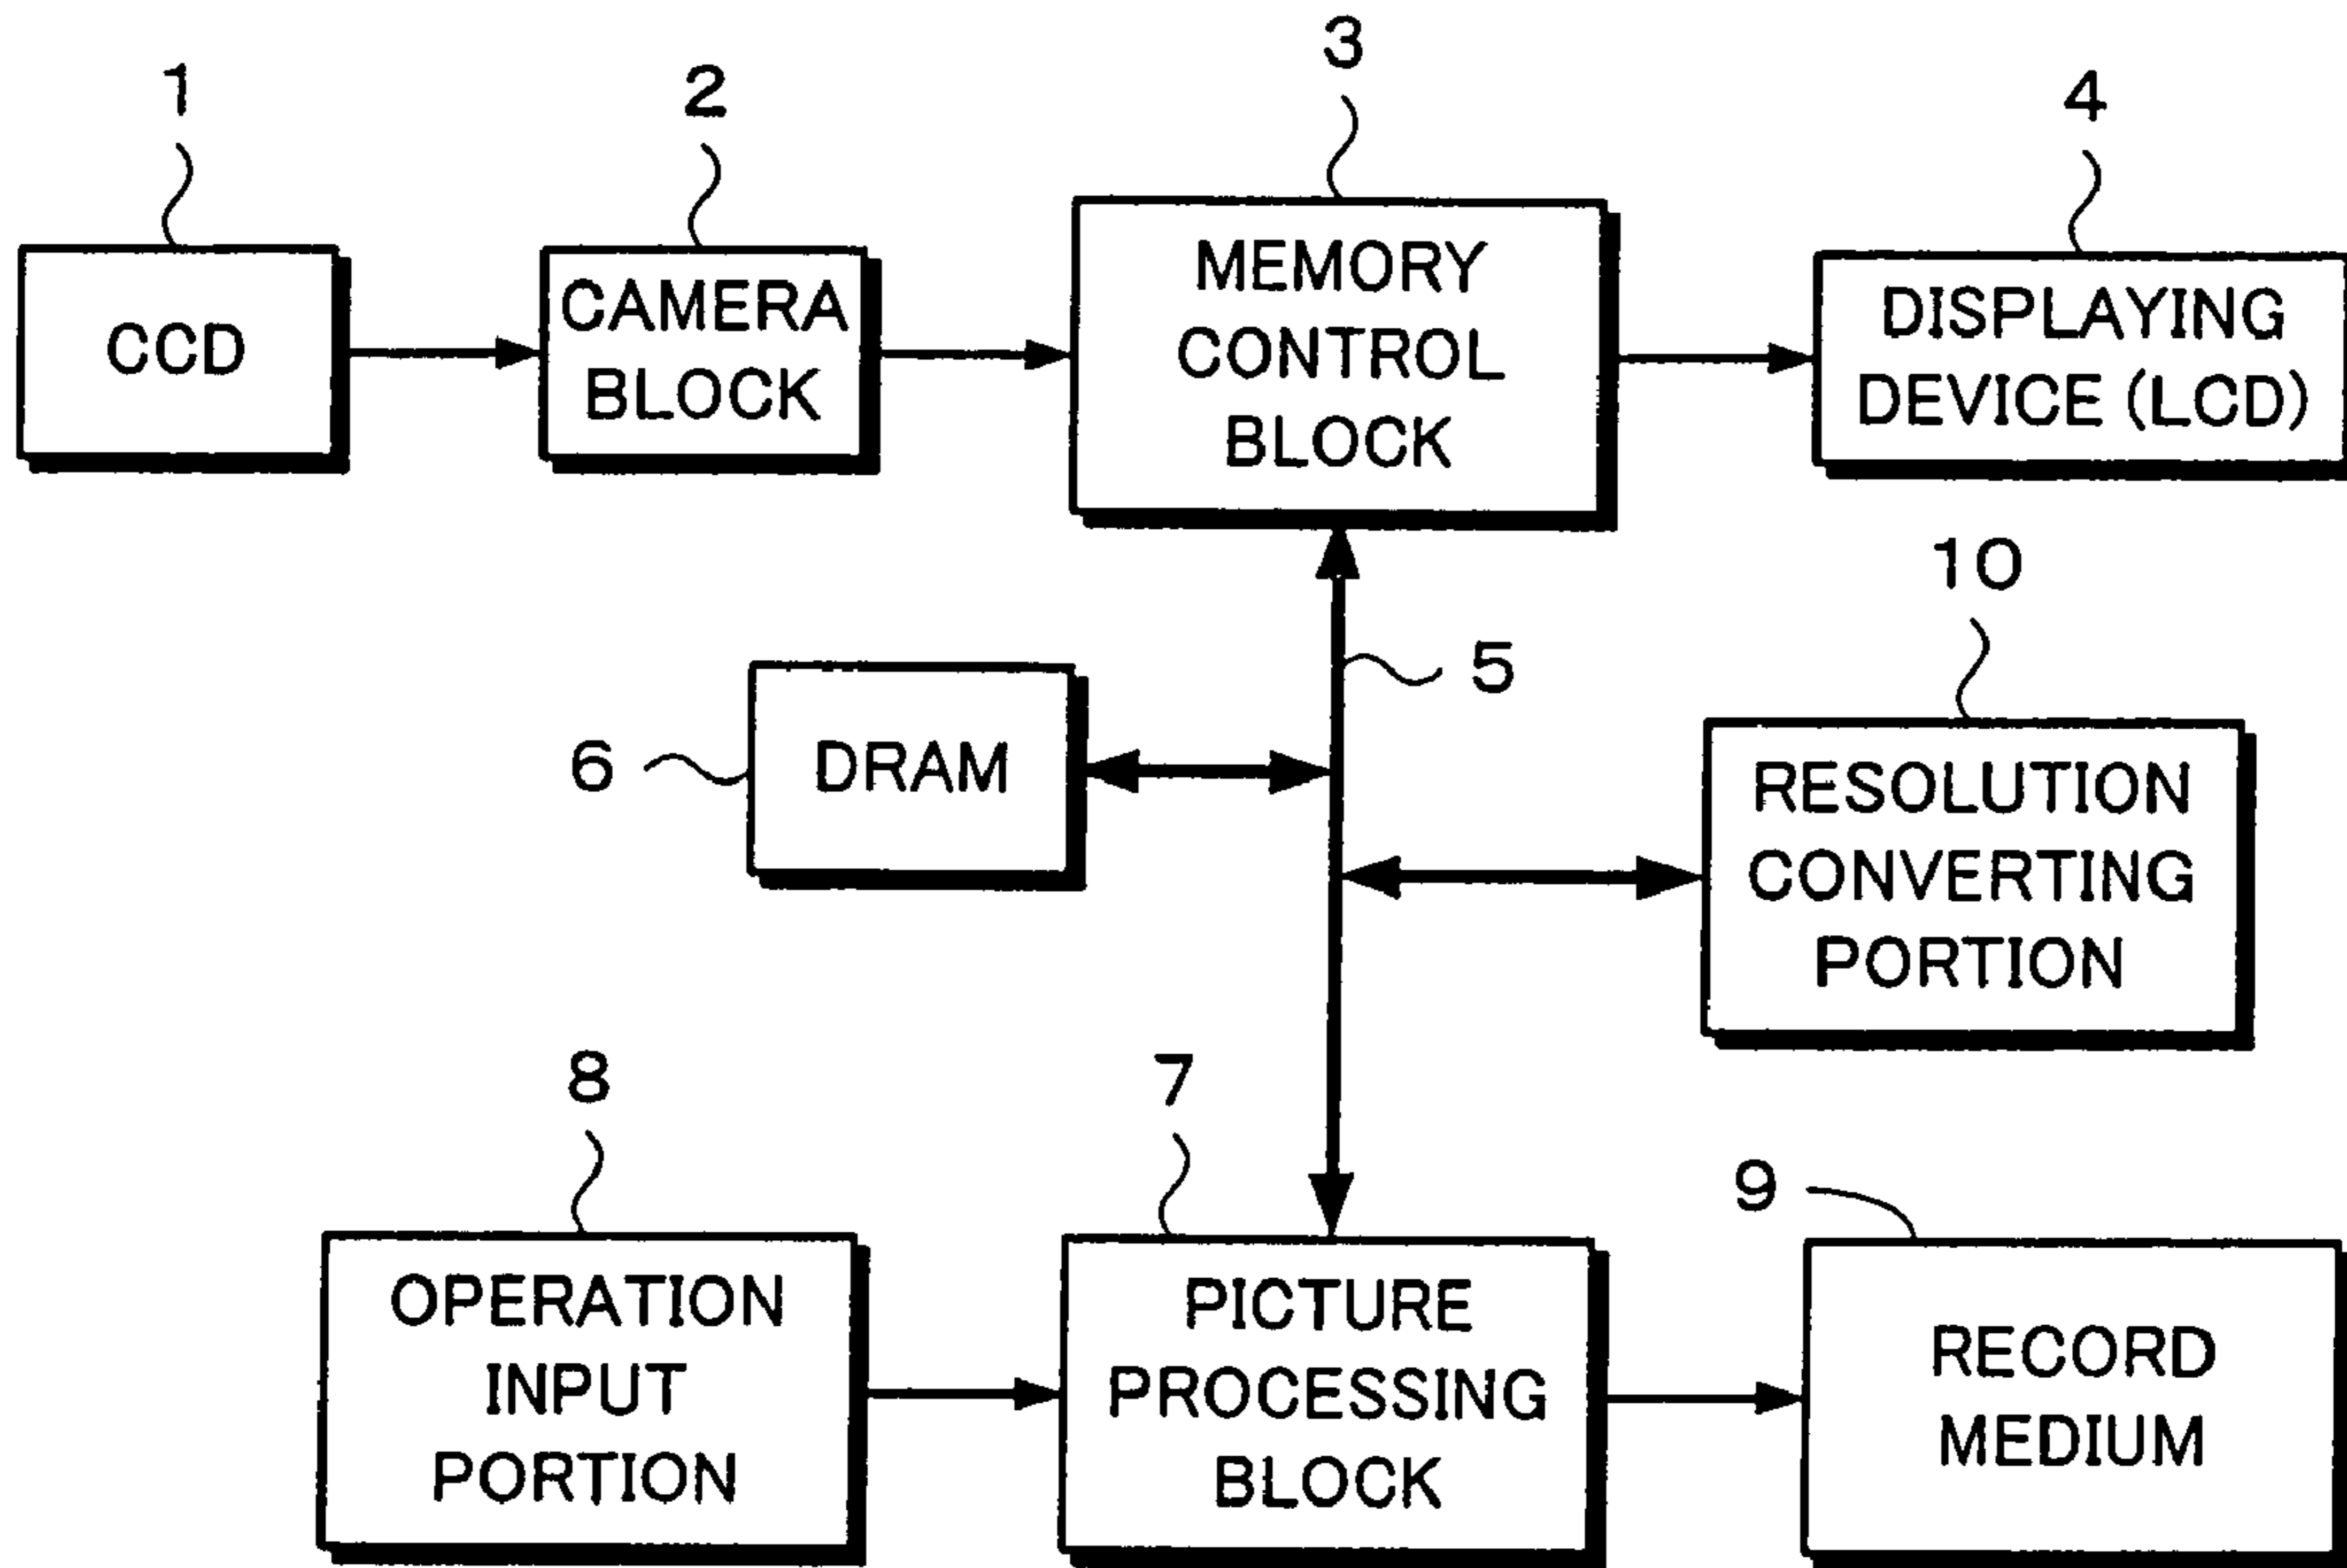 1
2
3
4
CCD
CAMERA
BLOCK
MEMORY
CONTROL
BLOCK
DISPLAYING
DEVICE (LCD)
5
10
6
DRAM
RESOLUTION
CONVERTING
PORTION
8
7
9
OPERATION
INPUT
PORTION
PICTURE
PROCESSING
BLOCK
RECORD
MEDIUM